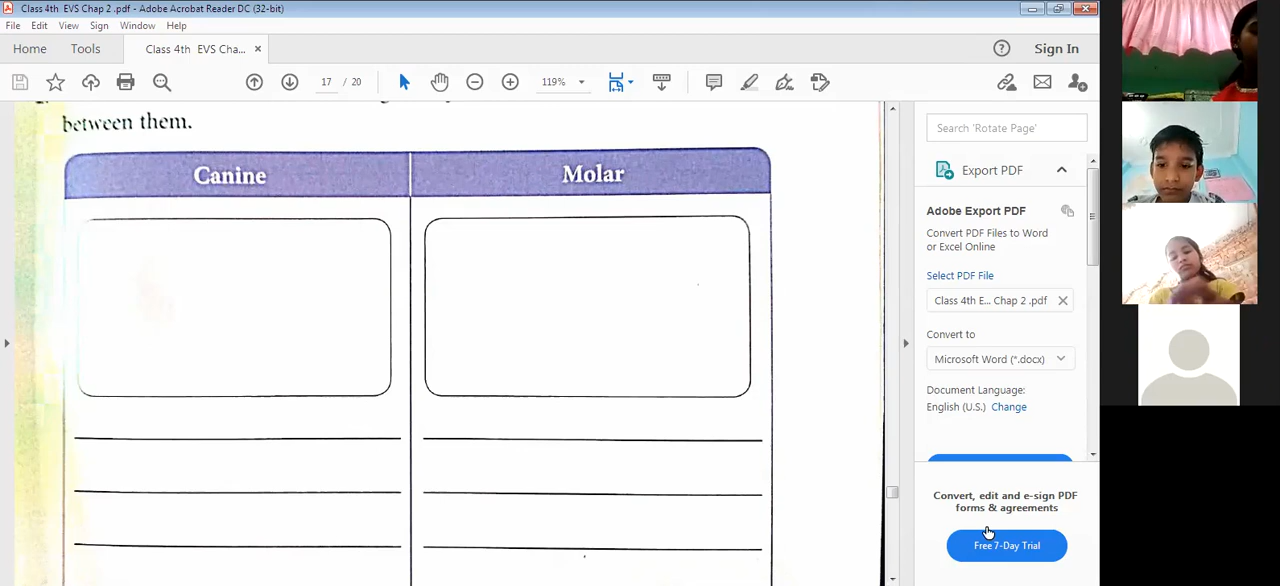 Class 4th EVS Chap 2 .pdf - Adobe Acrobat Reader DC (32-bit)
File Edit View Sign Window Help
Home Tools Class 4th EVS Cha... × Sign In
17 / 20 119%
between them.
Canine Molar
Search 'Rotate Page'
Export PDF
Adobe Export PDF
Convert PDF Files to Word
or Excel Online
Select PDF File
Class 4th E... Chap 2 .pdf
Convert to
Microsoft Word (*.docx)
Document Language:
English (U.S.) Change
Convert, edit and e-sign PDF
forms & agreements
Free 7-Day Trial